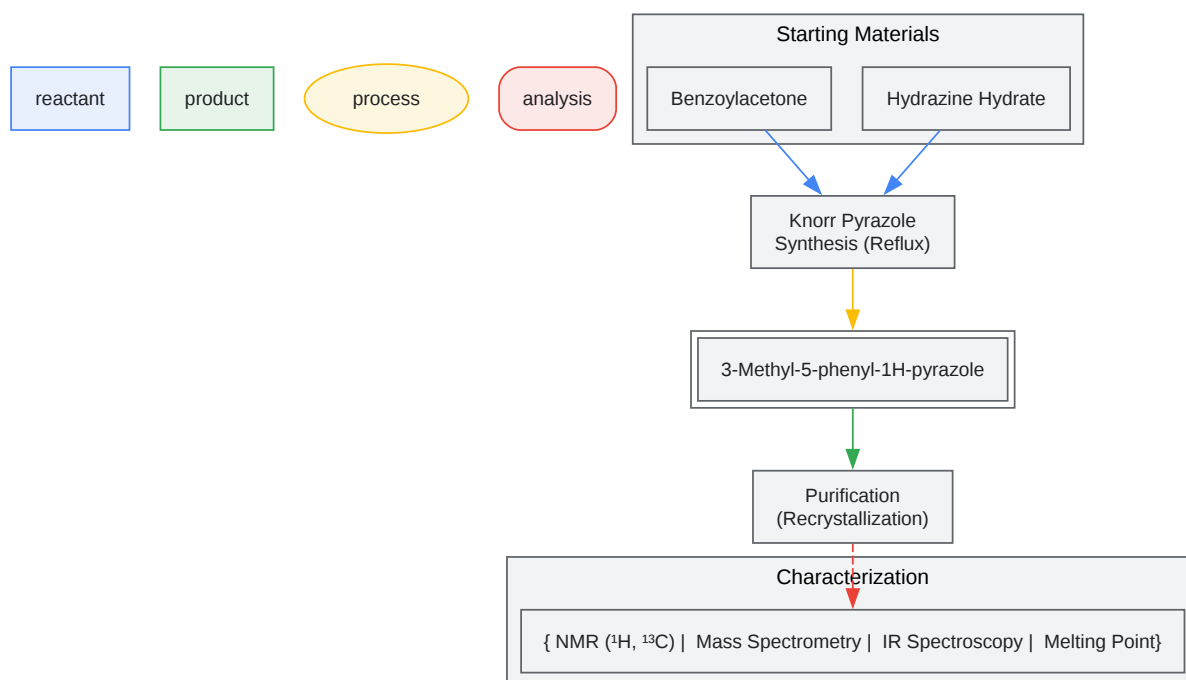 Starting Materials
reactant
product
process
analysis
Benzoylacetone
Hydrazine Hydrate
Knorr Pyrazole
Synthesis (Reflux)
3-Methyl-5-phenyl-1H-pyrazole
Purification
(Recrystallization)
Characterization
{ NMR (¹H, ¹³C) | Mass Spectrometry | IR Spectroscopy | Melting Point}